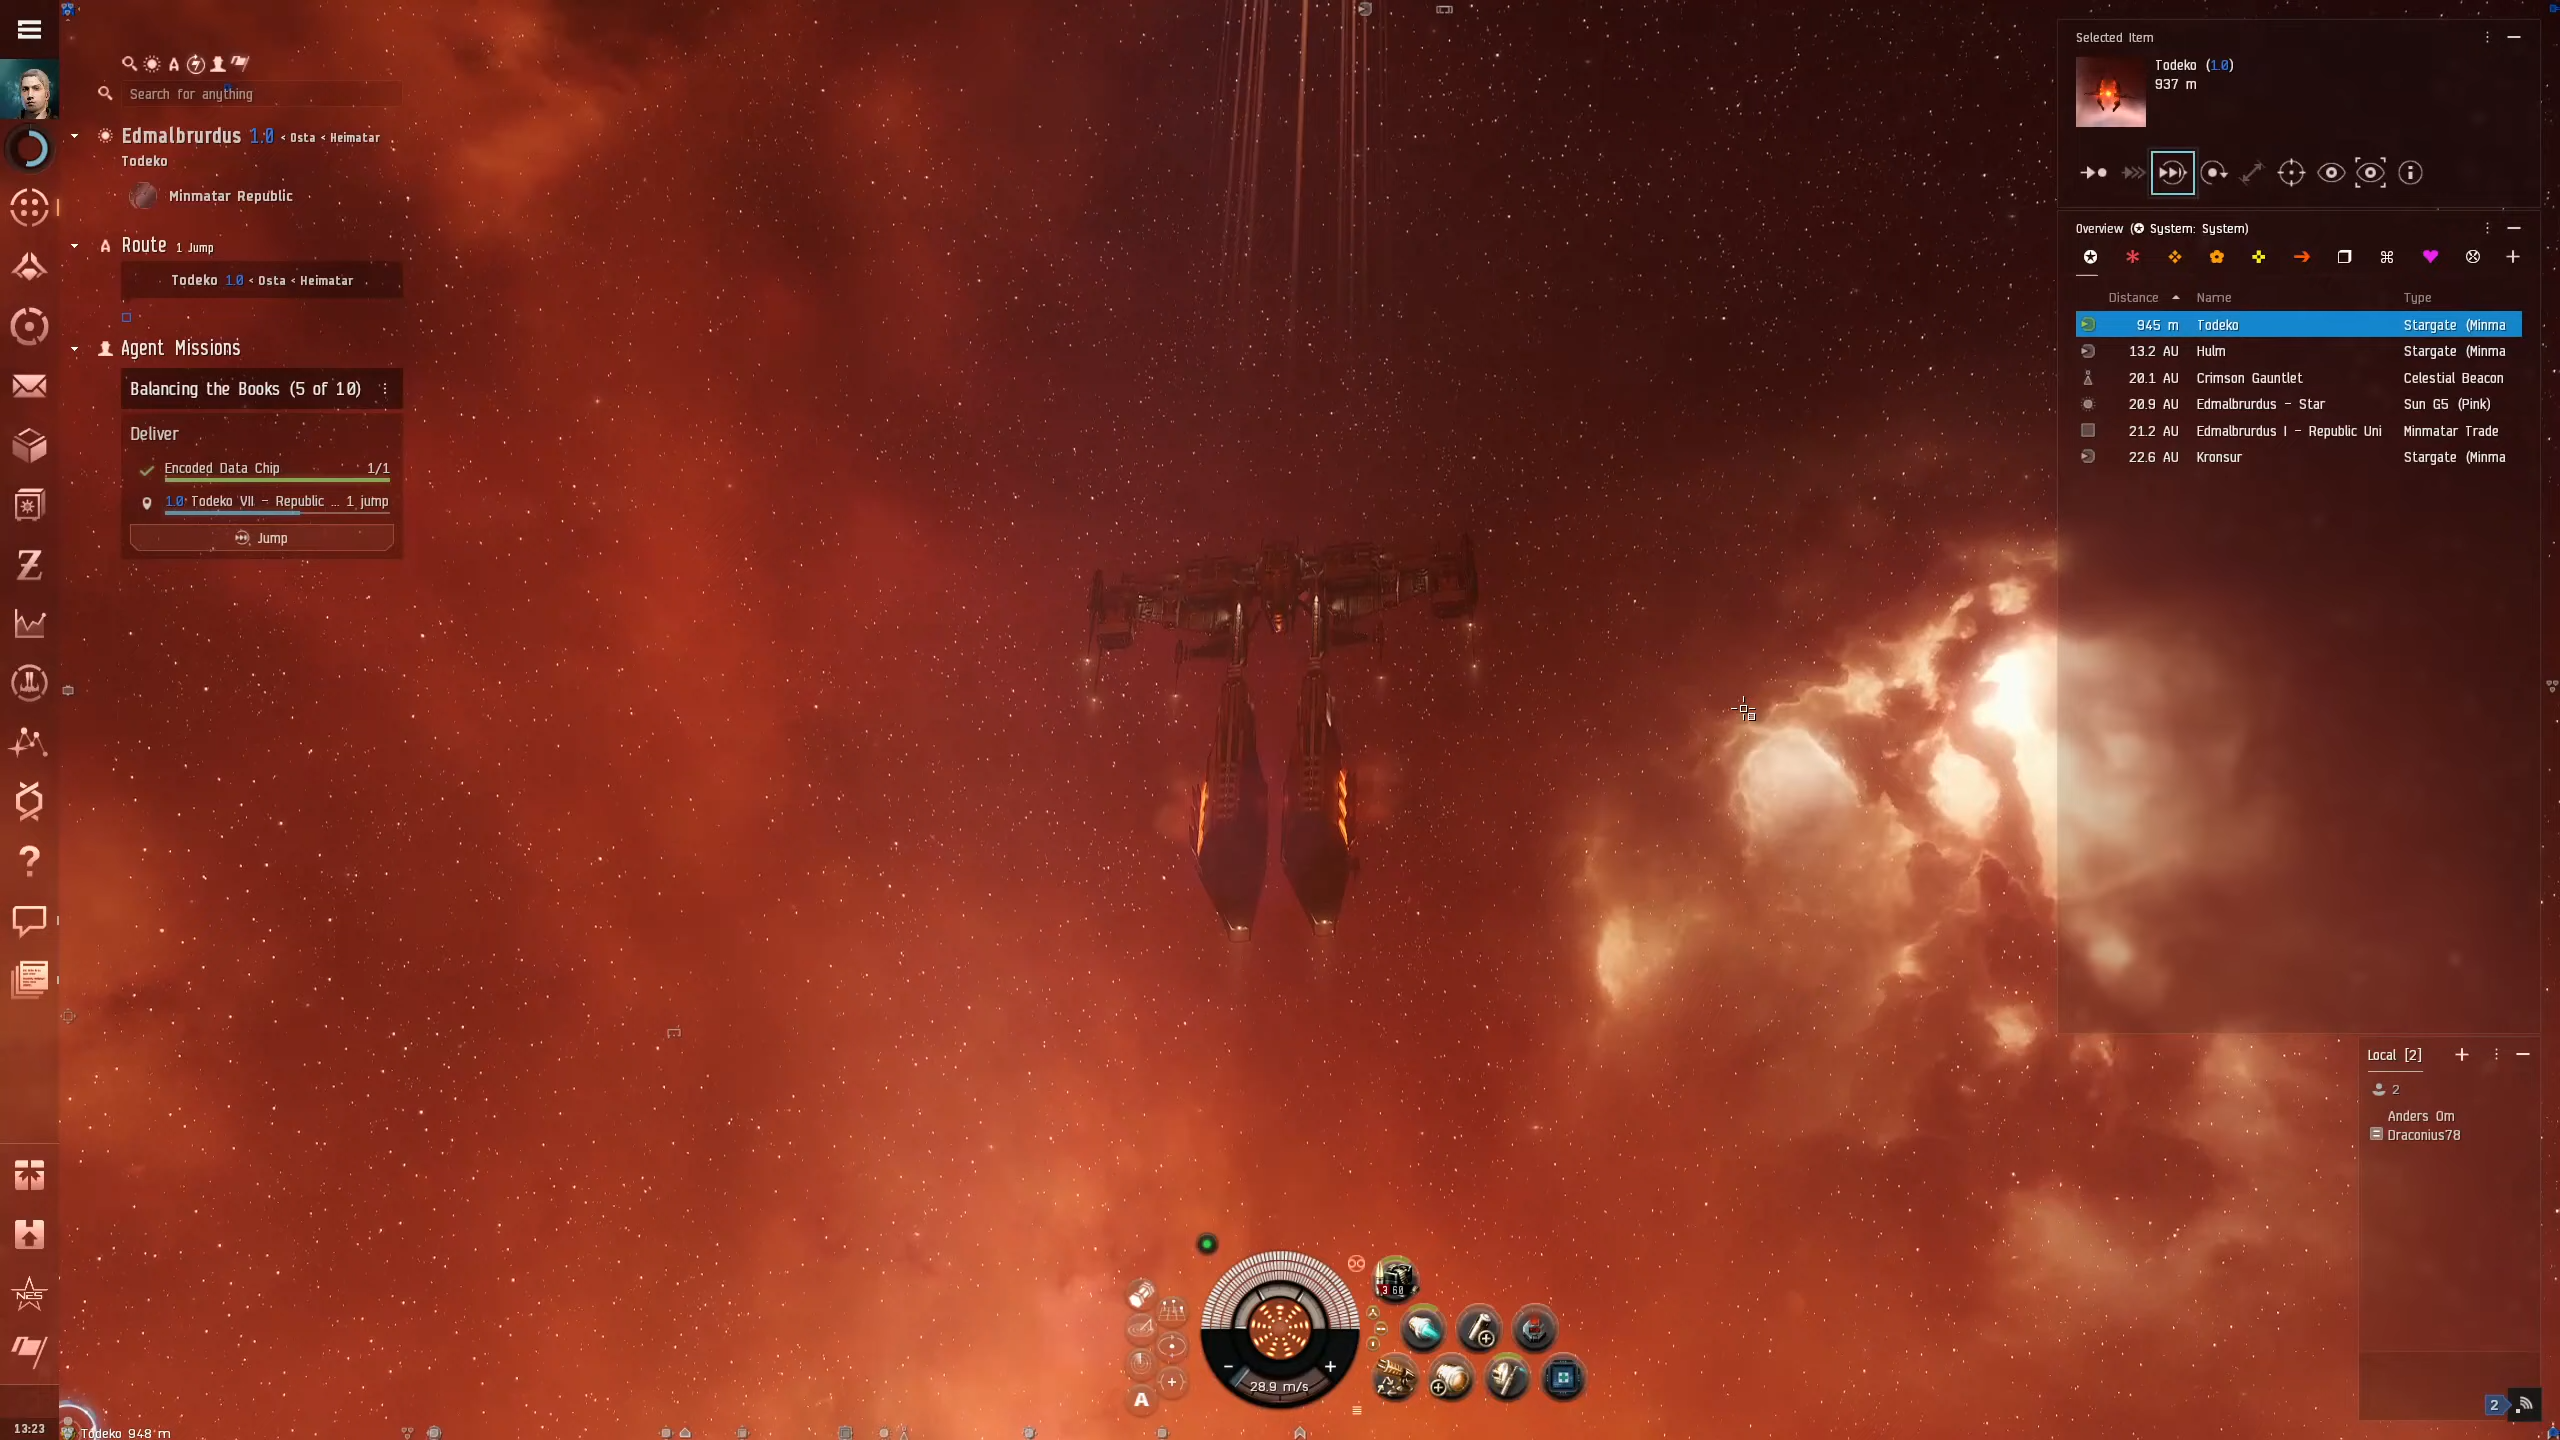 Search for anything
Edmalbrurdus 1.0 < Osta < Heimatar
Todeko
Minmatar Republic
Route 1 Jump
Todeko 1.0 < Osta < Heimatar
Agent Missions
Balancing the Books (5 of 10)
Deliver
Encoded Data Chip 1/1
1.0 Todeko VII - Republic ... 1 jump
Jump
Selected Item
Todeko (1.0)
937 m
Overview (✪ System: System)
Distance Name Type
945 m Todeko Stargate (Minma
13.2 AU Hulm Stargate (Minma
20.1 AU Crimson Gauntlet Celestial Beacon
20.9 AU Edmalbrurdus - Star Sun G5 (Pink)
21.2 AU Edmalbrurdus I - Republic Uni Minmatar Trade
22.6 AU Kronsur Stargate (Minma
Local [2]
2
Anders Om
Draconius78
NES
3 60
28.9 m/s
A
2
13:23
Todeko 948 m